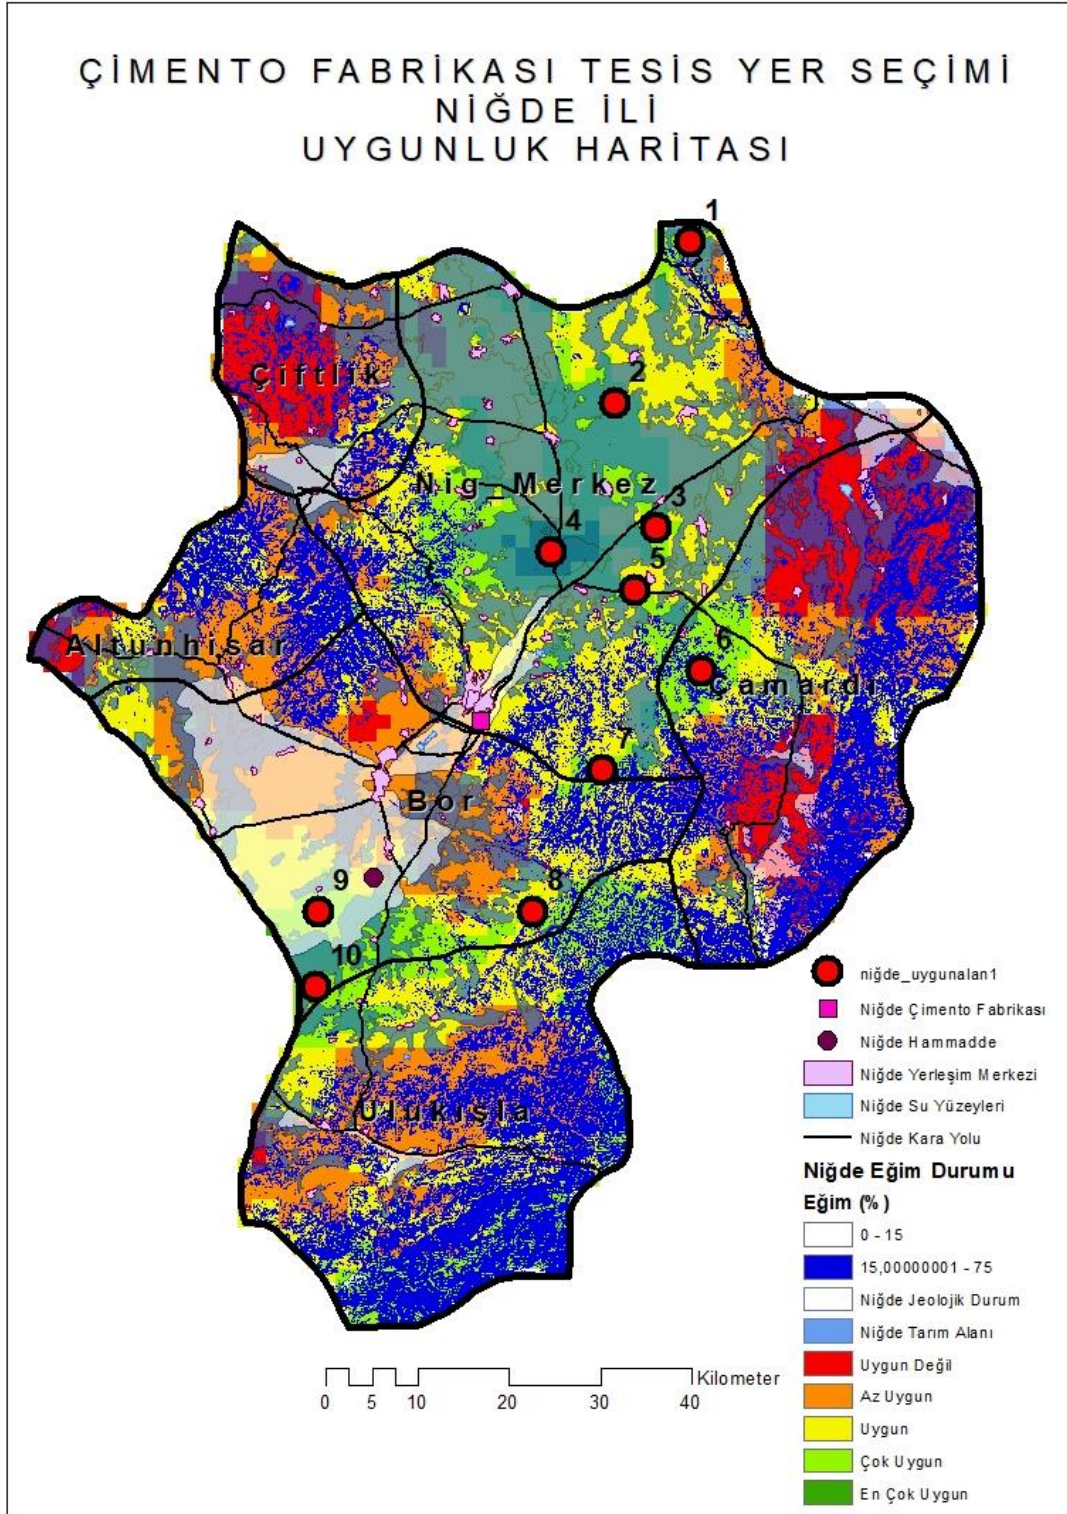 ÇİMENTO FABRİKASI TESİS YER SEÇİMİ
NİĞDE İLİ
UYGUNLUK HARİTASI
1
Çiftlik
2
Niğ_Merkez
3
4
5
Altunhisar
6
Çamardı
7
Bor
9
8
10
Ulukışla
niğde_uygunalan1
Niğde Çimento Fabrikası
Niğde Hammadde
Niğde Yerleşim Merkezi
Niğde Su Yüzeyleri
Niğde Kara Yolu
Niğde Eğim Durumu
Eğim (%)
0 - 15
15,00000001 - 75
Niğde Jeolojik Durum
Niğde Tarım Alanı
Uygun Değil
Az Uygun
Uygun
Çok Uygun
En Çok Uygun
Kilometer
0 5 10 20 30 40